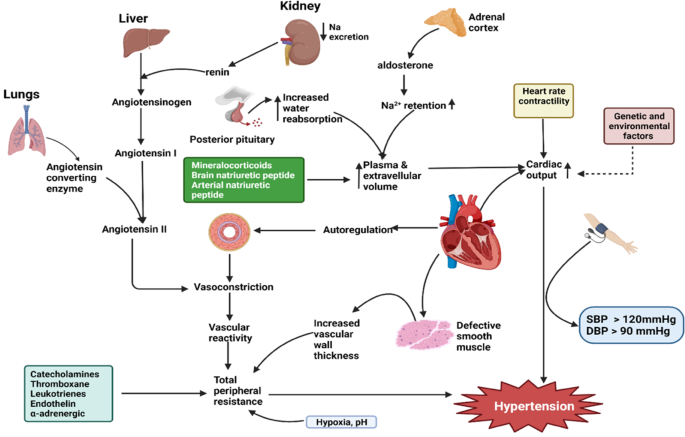 Liver
Kidney
Na
excretion
Adrenal
cortex
renin
aldosterone
Lungs
Angiotensinogen
Increased
water
reabsorption
Na²⁺ retention
Heart rate
contractility
Genetic and
environmental
factors
Posterior pituitary
Angiotensin I
Angiotensin
converting
enzyme
Mineralocorticoids
Brain natriuretic peptide
Arterial natriuretic
peptide
Plasma &
extravellular
volume
Cardiac
output
Angiotensin II
Autoregulation
Vasoconstriction
SBP > 120mmHg
DBP > 90 mmHg
Vascular
reactivity
Increased
vascular
wall
thickness
Defective
smooth
muscle
Catecholamines
Thromboxane
Leukotrienes
Endothelin
α-adrenergic
Total
peripheral
resistance
Hypoxia, pH
Hypertension